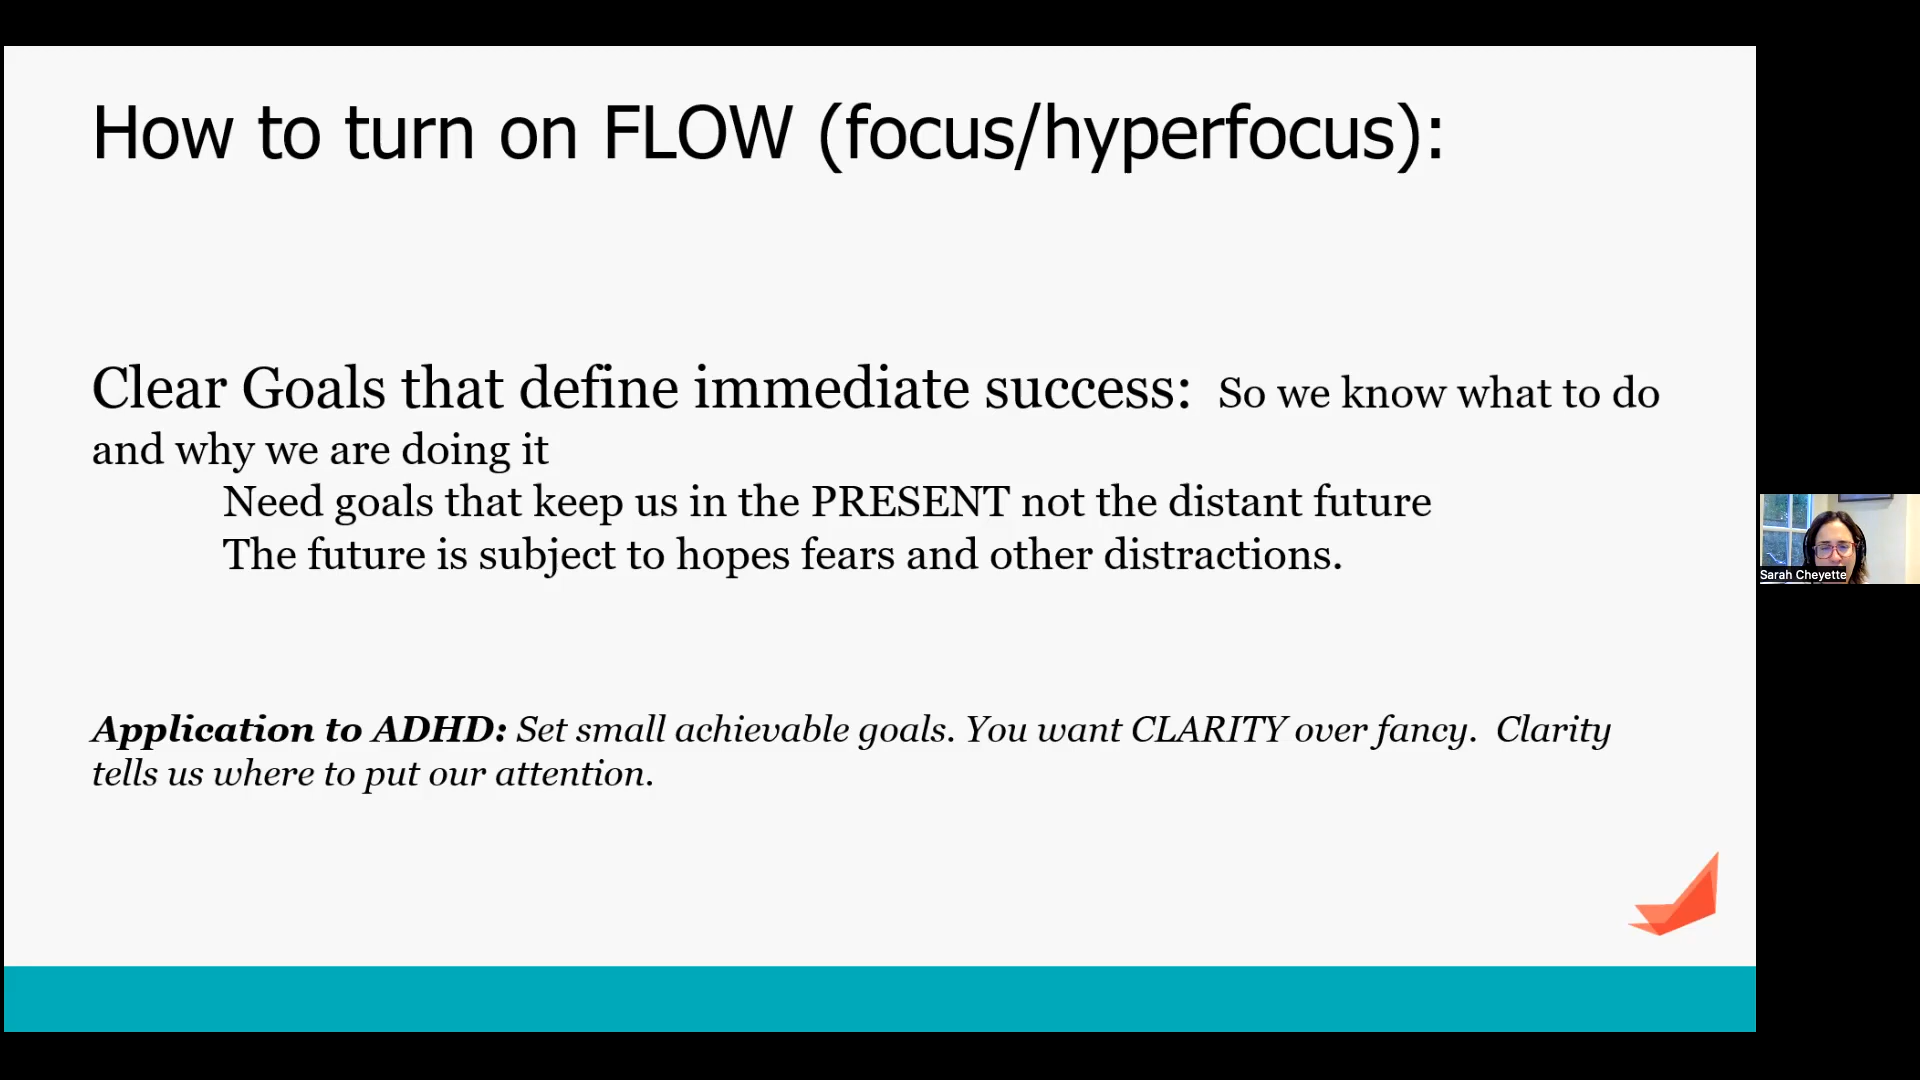 How to turn on FLOW (focus/hyperfocus):
Clear Goals that define immediate success: So we know what to do
and why we are doing it
Need goals that keep us in the PRESENT not the distant future
The future is subject to hopes fears and other distractions.
Sarah Cheyette
Application to ADHD: Set small achievable goals. You want CLARITY over fancy. Clarity
tells us where to put our attention.